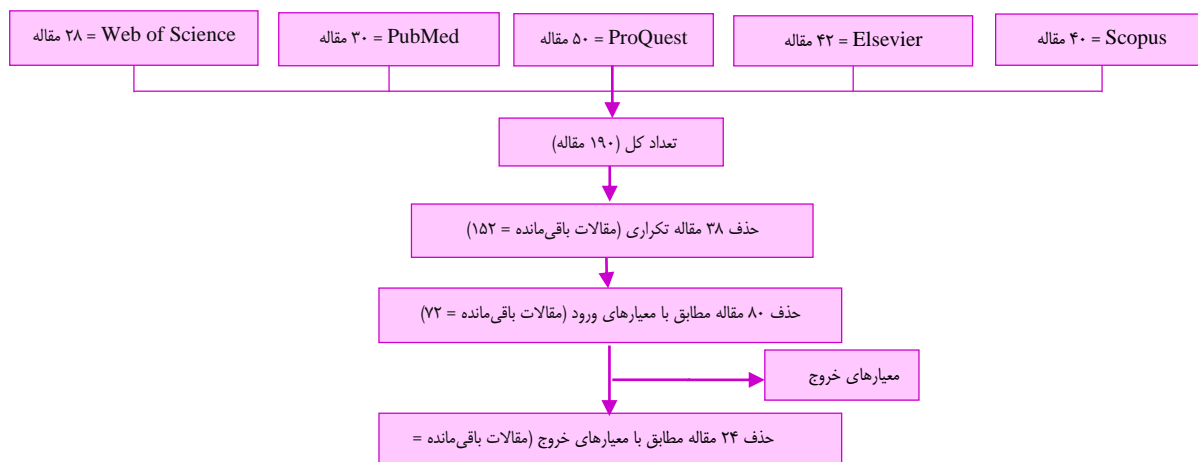 Web of Science = ۲۸ مقاله
PubMed = ۳۰ مقاله
ProQuest = ۵۰ مقاله
Elsevier = ۴۲ مقاله
Scopus = ۴۰ مقاله
تعداد کل (۱۹۰ مقاله)
حذف ۳۸ مقاله تکراری (مقالات باقی‌مانده = ۱۵۲)
حذف ۸۰ مقاله مطابق با معیارهای ورود (مقالات باقی‌مانده = ۷۲)
معیارهای خروج
حذف ۲۴ مقاله مطابق با معیارهای خروج (مقالات باقی‌مانده =